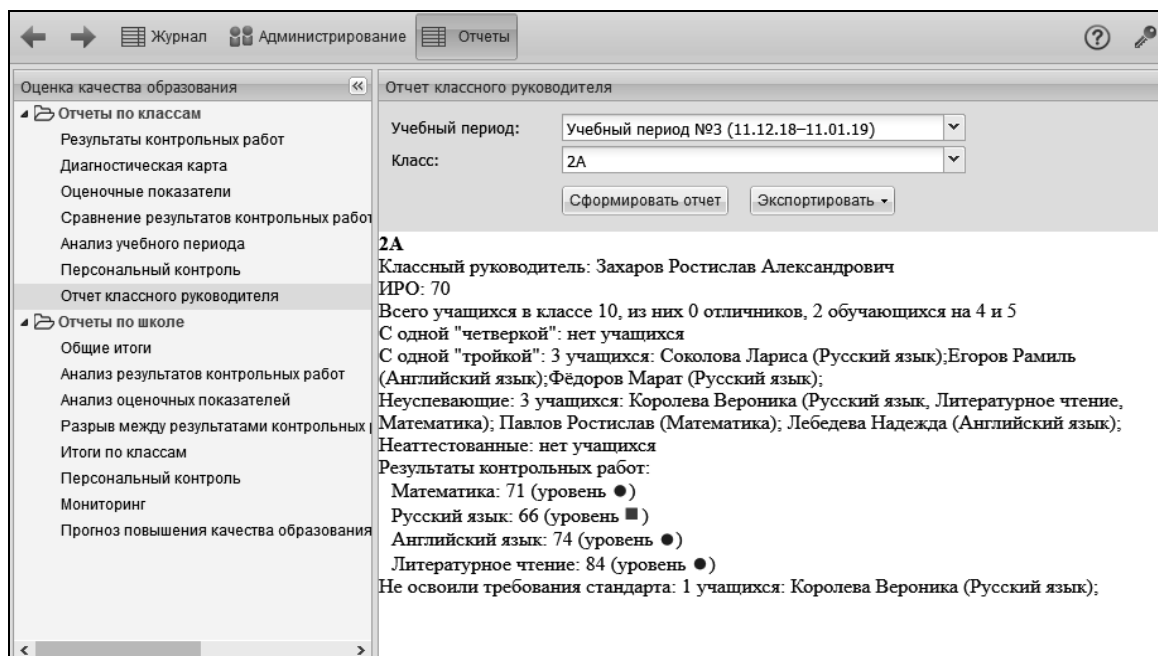 Журнал Администрирование Отчеты
Оценка качества образования
Отчеты по классам
Результаты контрольных работ
Диагностическая карта
Оценочные показатели
Сравнение результатов контрольных работ
Анализ учебного периода
Персональный контроль
Отчет классного руководителя
Отчеты по школе
Общие итоги
Анализ результатов контрольных работ
Анализ оценочных показателей
Разрыв между результатами контрольных
Итоги по классам
Персональный контроль
Мониторинг
Прогноз повышения качества образования
Отчет классного руководителя
Учебный период: Учебный период №3 (11.12.18–11.01.19)
Класс: 2А
Сформировать отчет Экспортировать
2А
Классный руководитель: Захаров Ростислав Александрович
ИРО: 70
Всего учащихся в классе 10, из них 0 отличников, 2 обучающихся на 4 и 5
С одной "четверкой": нет учащихся
С одной "тройкой": 3 учащихся: Соколова Лариса (Русский язык);Егоров Рамиль
(Английский язык);Фёдоров Марат (Русский язык);
Неуспевающие: 3 учащихся: Королева Вероника (Русский язык, Литературное чтение,
Математика); Павлов Ростислав (Математика); Лебедева Надежда (Английский язык);
Неаттестованные: нет учащихся
Результаты контрольных работ:
Математика: 71 (уровень ●)
Русский язык: 66 (уровень ■)
Английский язык: 74 (уровень ●)
Литературное чтение: 84 (уровень ●)
Не освоили требования стандарта: 1 учащихся: Королева Вероника (Русский язык);